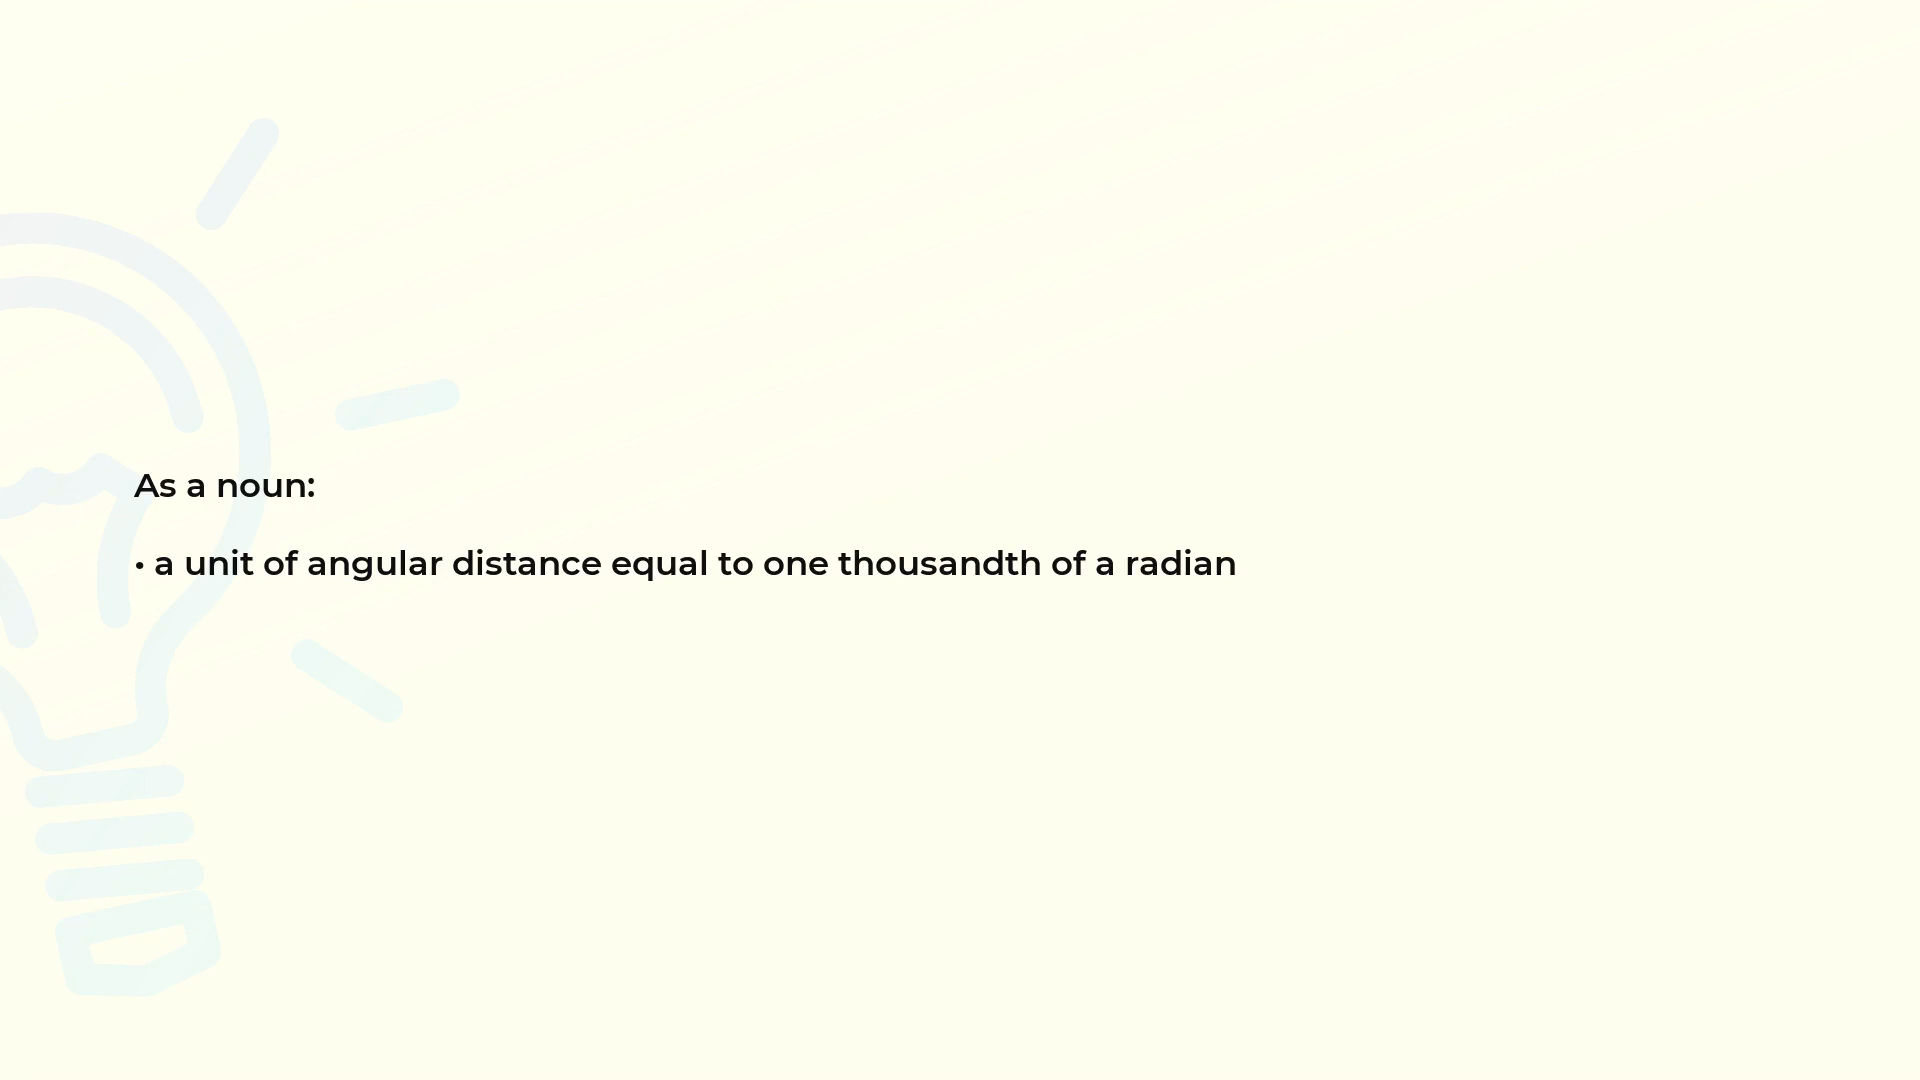 As a noun:
• a unit of angular distance equal to one thousandth of a radian